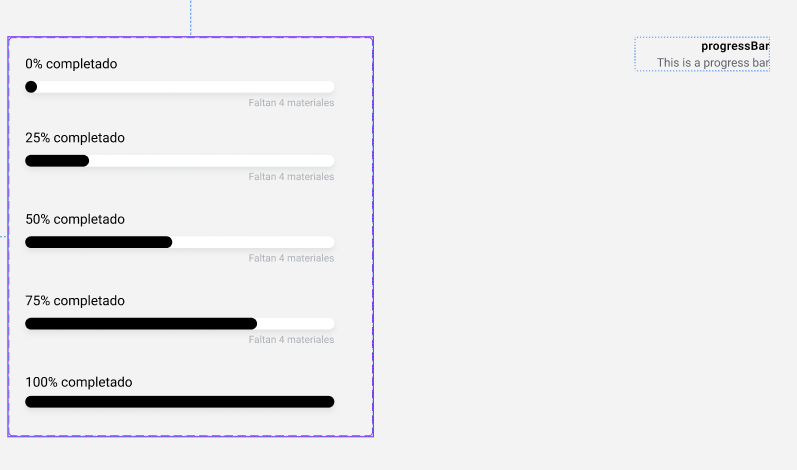 0% completado
Faltan 4 materiales
25% completado
Faltan 4 materiales
50% completado
Faltan 4 materiales
75% completado
Faltan 4 materiales
100% completado
progressBar
This is a progress bar